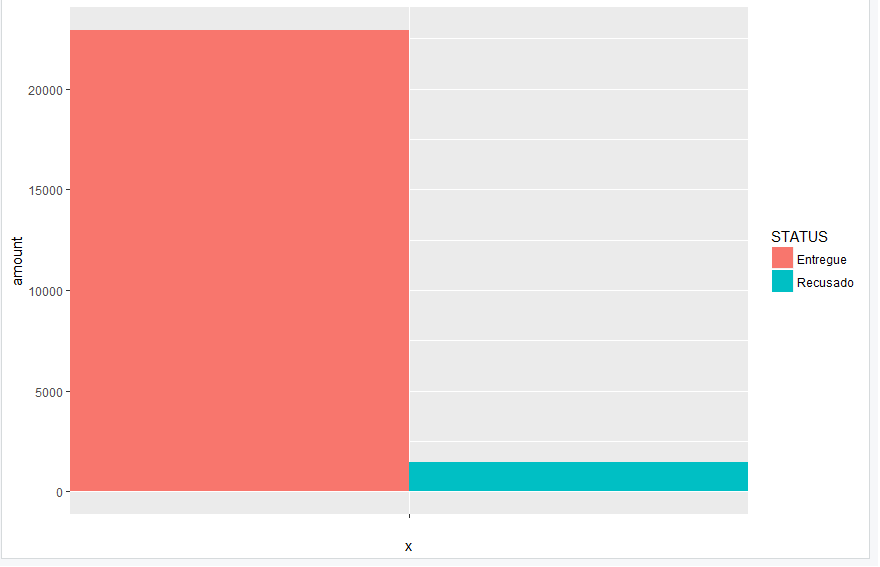 amount
20000
15000
10000
5000
0
x
STATUS
Entregue
Recusado